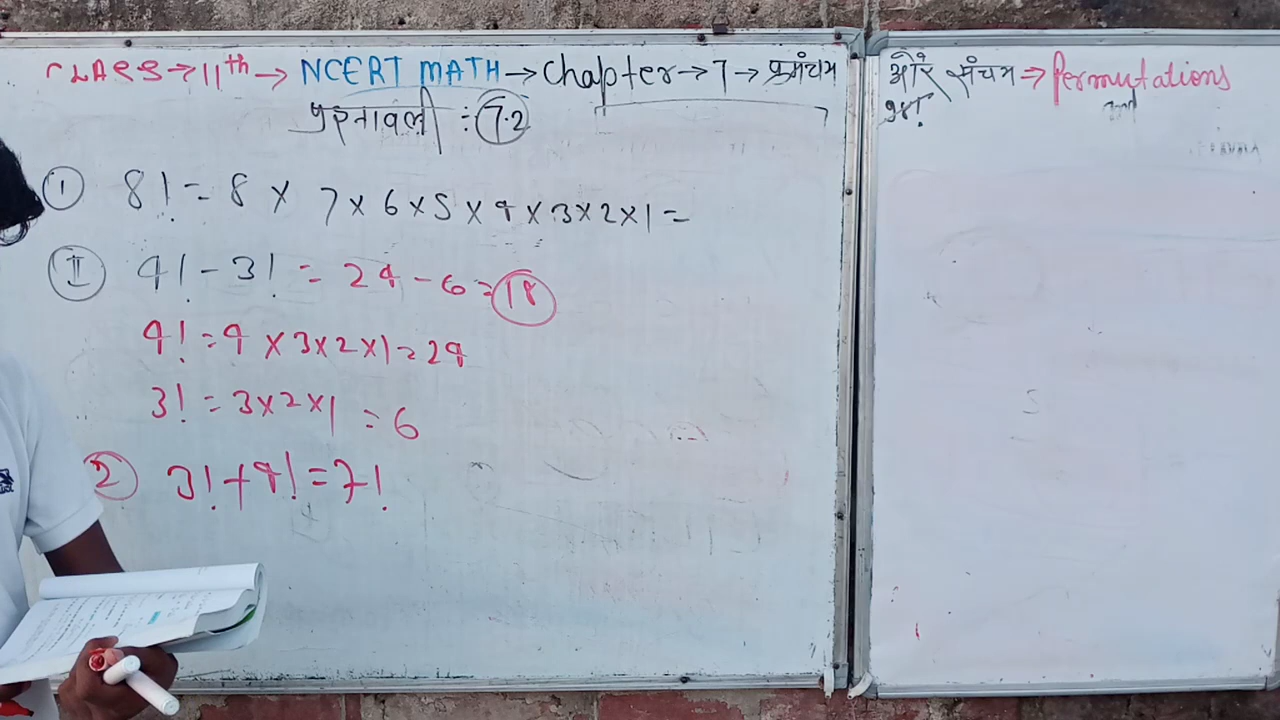 CLASS→11th→NCERT MATH→Chapter→7→क्रमचय और संचय⇒Permutations
प्रश्नावली ÷ 7.2
① 8! = 8 × 7 × 6 × 5 × 4 × 3 × 2 × 1 =
Ⅱ 4! - 3! = 24 - 6 = 18
4! = 4 × 3 × 2 × 1 = 24
3! = 3 × 2 × 1 = 6
② 3! + 4! = 7!